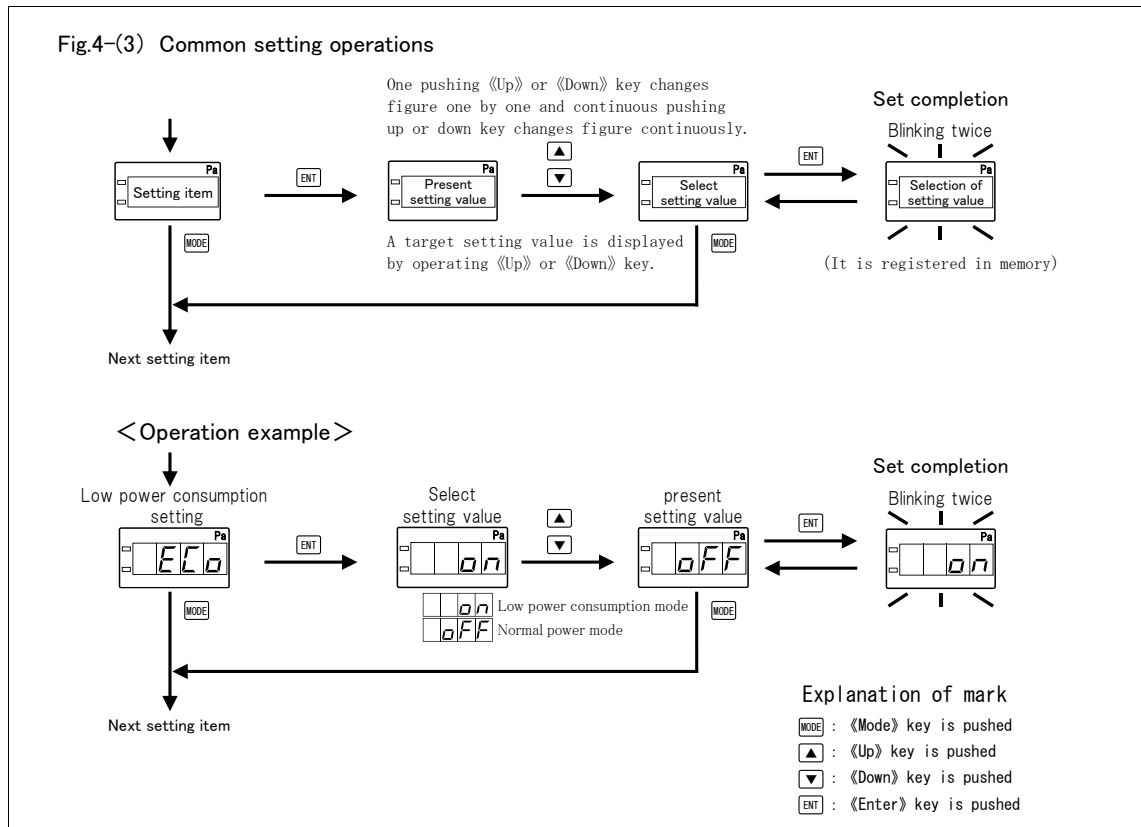 Fig.4-(3) Common setting operations
One pushing 《Up》 or 《Down》 key changes
figure one by one and continuous pushing
up or down key changes figure continuously.
Set completion
Blinking twice
Pa
Setting item
ENT
Pa
Present
setting value
▲
▼
Pa
Select
setting value
ENT
Pa
Selection of
setting value
MODE
A target setting value is displayed
by operating 《Up》 or 《Down》 key.
MODE
(It is registered in memory)
Next setting item
<Operation example>
Low power consumption
setting
Pa
ECo
ENT
Select
setting value
Pa
on
▲
▼
present
setting value
Pa
oFF
ENT
Set completion
Blinking twice
Pa
on
MODE
on Low power consumption mode
oFF Normal power mode
MODE
Next setting item
Explanation of mark
MODE : 《Mode》 key is pushed
▲ : 《Up》 key is pushed
▼ : 《Down》 key is pushed
ENT : 《Enter》 key is pushed